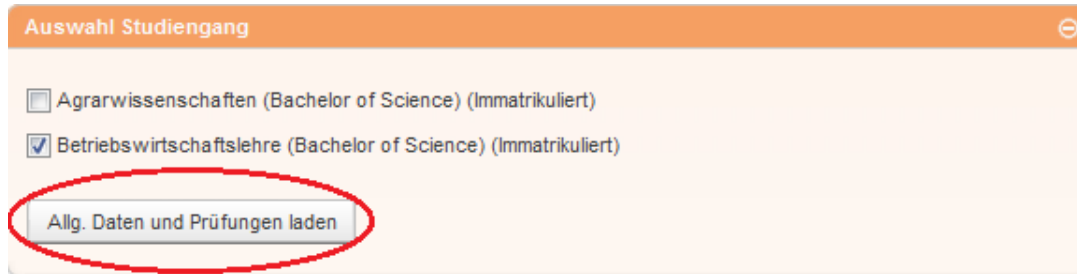 Auswahl Studiengang
Agrarwissenschaften (Bachelor of Science) (Immatrikuliert)
Betriebswirtschaftslehre (Bachelor of Science) (Immatrikuliert)
Allg. Daten und Prüfungen laden